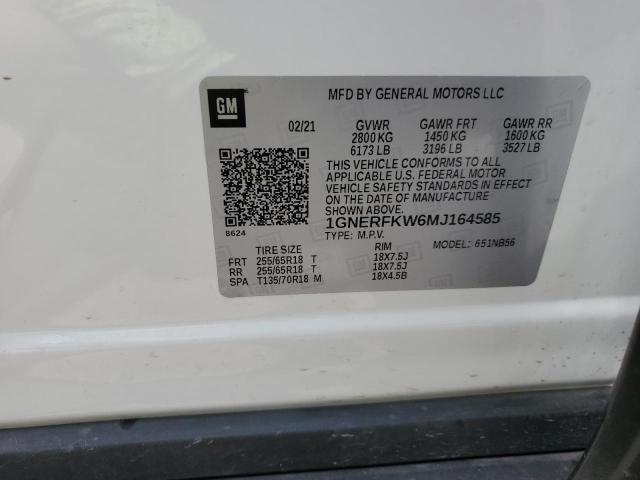 GM
MFD BY GENERAL MOTORS LLC
02/21 GVWR GAWR FRT GAWR RR
2800 KG 1450 KG 1600 KG
6173 LB 3196 LB 3527 LB
THIS VEHICLE CONFORMS TO ALL
APPLICABLE U.S. FEDERAL MOTOR
VEHICLE SAFETY STANDARDS IN EFFECT
ON THE DATE OF MANUFACTURE
SHOWN ABOVE.
1GNERFKW6MJ164585
8624
TYPE: M.P.V. MODEL: 651NB56
TIRE SIZE RIM
FRT 255/65R18 T 18X7.5J
RR 255/65R18 T 18X7.5J
SPA T135/70R18 M 18X4.5B